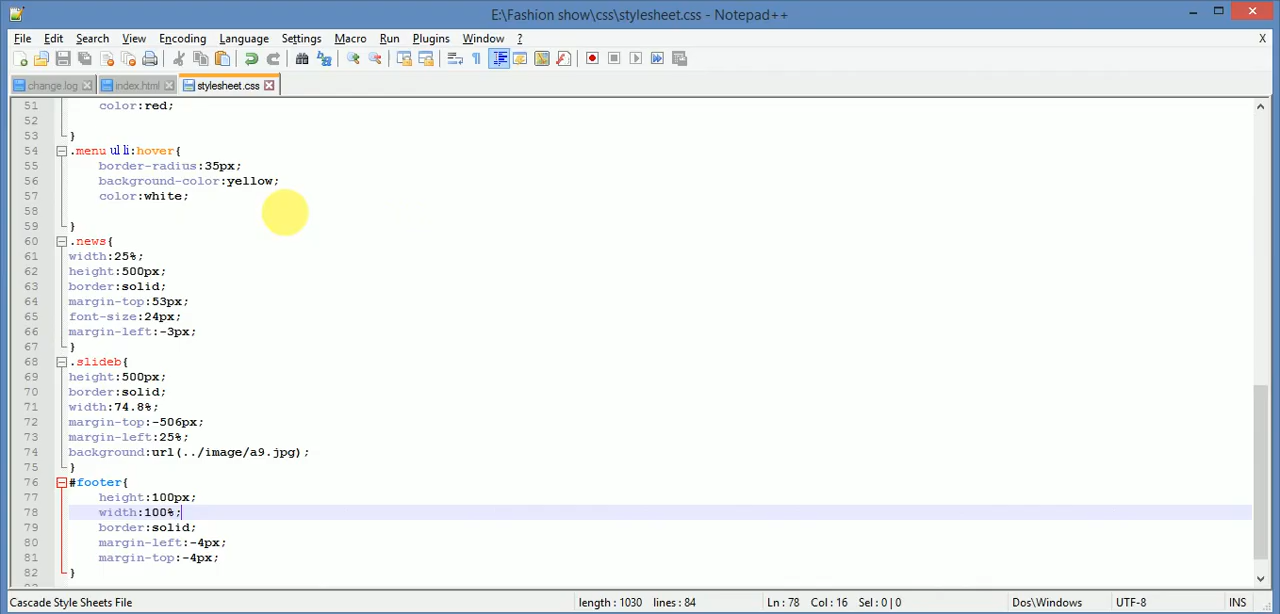 E:\Fashion show\css\stylesheet.css - Notepad++
File Edit Search View Encoding Language Settings Macro Run Plugins Window ? X
change.log index.html stylesheet.css
51 color:red;
52
53 }
54 .menu ul li:hover{
55 border-radius:35px;
56 background-color:yellow;
57 color:white;
58
59 }
60 .news{
61 width:25%;
62 height:500px;
63 border:solid;
64 margin-top:53px;
65 font-size:24px;
66 margin-left:-3px;
67 }
68 .slideb{
69 height:500px;
70 border:solid;
71 width:74.8%;
72 margin-top:-506px;
73 margin-left:25%;
74 background:url(../image/a9.jpg);
75 }
76 #footer{
77 height:100px;
78 width:100%;
79 border:solid;
80 margin-left:-4px;
81 margin-top:-4px;
82 }
Cascade Style Sheets File length : 1030 lines : 84 Ln : 78 Col : 16 Sel : 0 | 0 Dos\Windows UTF-8 INS